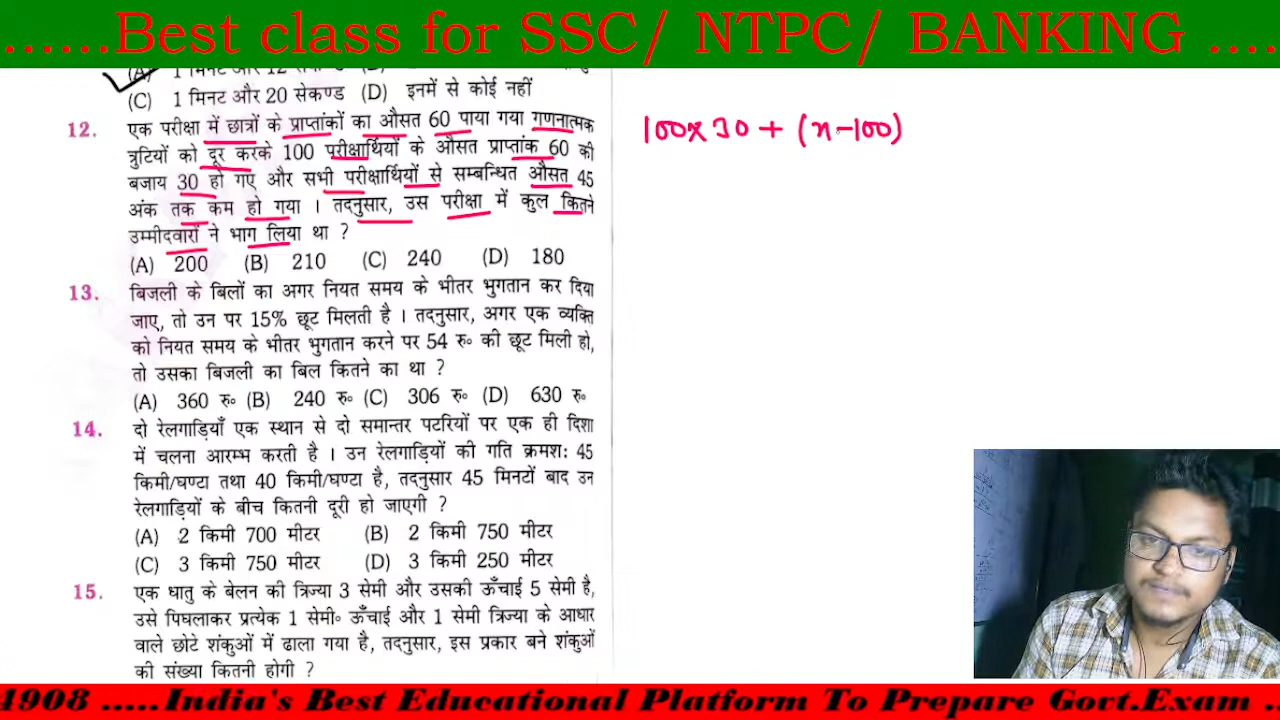 ......Best class for SSC/ NTPC/ BANKING ....
(A) 1 मिनट और 12
(C) 1 मिनट और 20 सेकण्ड (D) इनमें से कोई नहीं
12. एक परीक्षा में छात्रों के प्राप्तांकों का औसत 60 पाया गया गणनात्मक
त्रुटियों को दूर करके 100 परीक्षार्थियों के औसत प्राप्तांक 60 की
बजाय 30 हो गए और सभी परीक्षार्थियों से सम्बन्धित औसत 45
अंक तक कम हो गया । तदनुसार, उस परीक्षा में कुल कितने
उम्मीदवारों ने भाग लिया था ?
(A) 200 (B) 210 (C) 240 (D) 180
13. बिजली के बिलों का अगर नियत समय के भीतर भुगतान कर दिया
जाए, तो उन पर 15% छूट मिलती है । तदनुसार, अगर एक व्यक्ति
को नियत समय के भीतर भुगतान करने पर 54 रु० की छूट मिली हो,
तो उसका बिजली का बिल कितने का था ?
(A) 360 रु० (B) 240 रु० (C) 306 रु० (D) 630 रु०
14. दो रेलगाड़ियाँ एक स्थान से दो समान्तर पटरियों पर एक ही दिशा
में चलना आरम्भ करती है । उन रेलगाड़ियों की गति क्रमशः 45
किमी/घण्टा तथा 40 किमी/घण्टा है, तदनुसार 45 मिनटों बाद उन
रेलगाड़ियों के बीच कितनी दूरी हो जाएगी ?
(A) 2 किमी 700 मीटर (B) 2 किमी 750 मीटर
(C) 3 किमी 750 मीटर (D) 3 किमी 250 मीटर
15. एक धातु के बेलन की त्रिज्या 3 सेमी और उसकी ऊँचाई 5 सेमी है,
उसे पिघलाकर प्रत्येक 1 सेमी० ऊँचाई और 1 सेमी त्रिज्या के आधार
वाले छोटे शंकुओं में ढाला गया है, तदनुसार, इस प्रकार बने शंकुओं
की संख्या कितनी होगी ?
100×30 + (n-100)
4908 .....India's Best Educational Platform To Prepare Govt.Exam ..